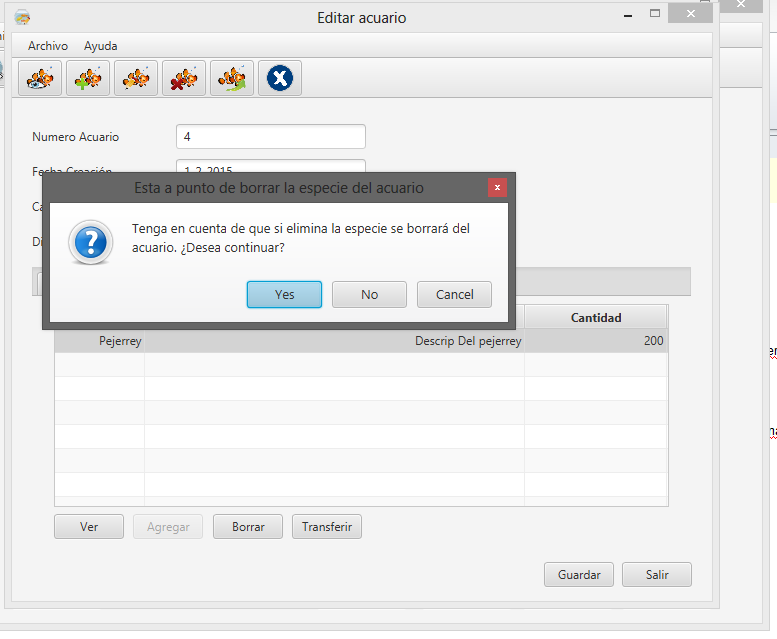 Editar acuario
Archivo Ayuda
Numero Acuario 4
Fecha Creación 1-2-2015
Esta a punto de borrar la especie del acuario
Tenga en cuenta de que si elimina la especie se borrará del
acuario. ¿Desea continuar?
Yes No Cancel
Cantidad
Pejerrey Descrip Del pejerrey 200
Ver Agregar Borrar Transferir
Guardar Salir